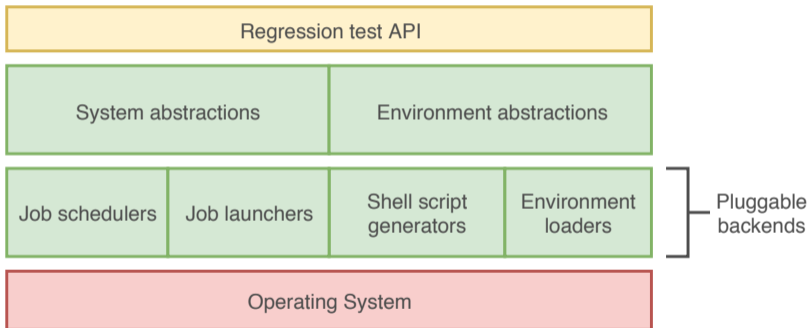 Regression test API
System abstractions
Environment abstractions
Job schedulers
Job launchers
Shell script
generators
Environment
loaders
Pluggable
backends
Operating System